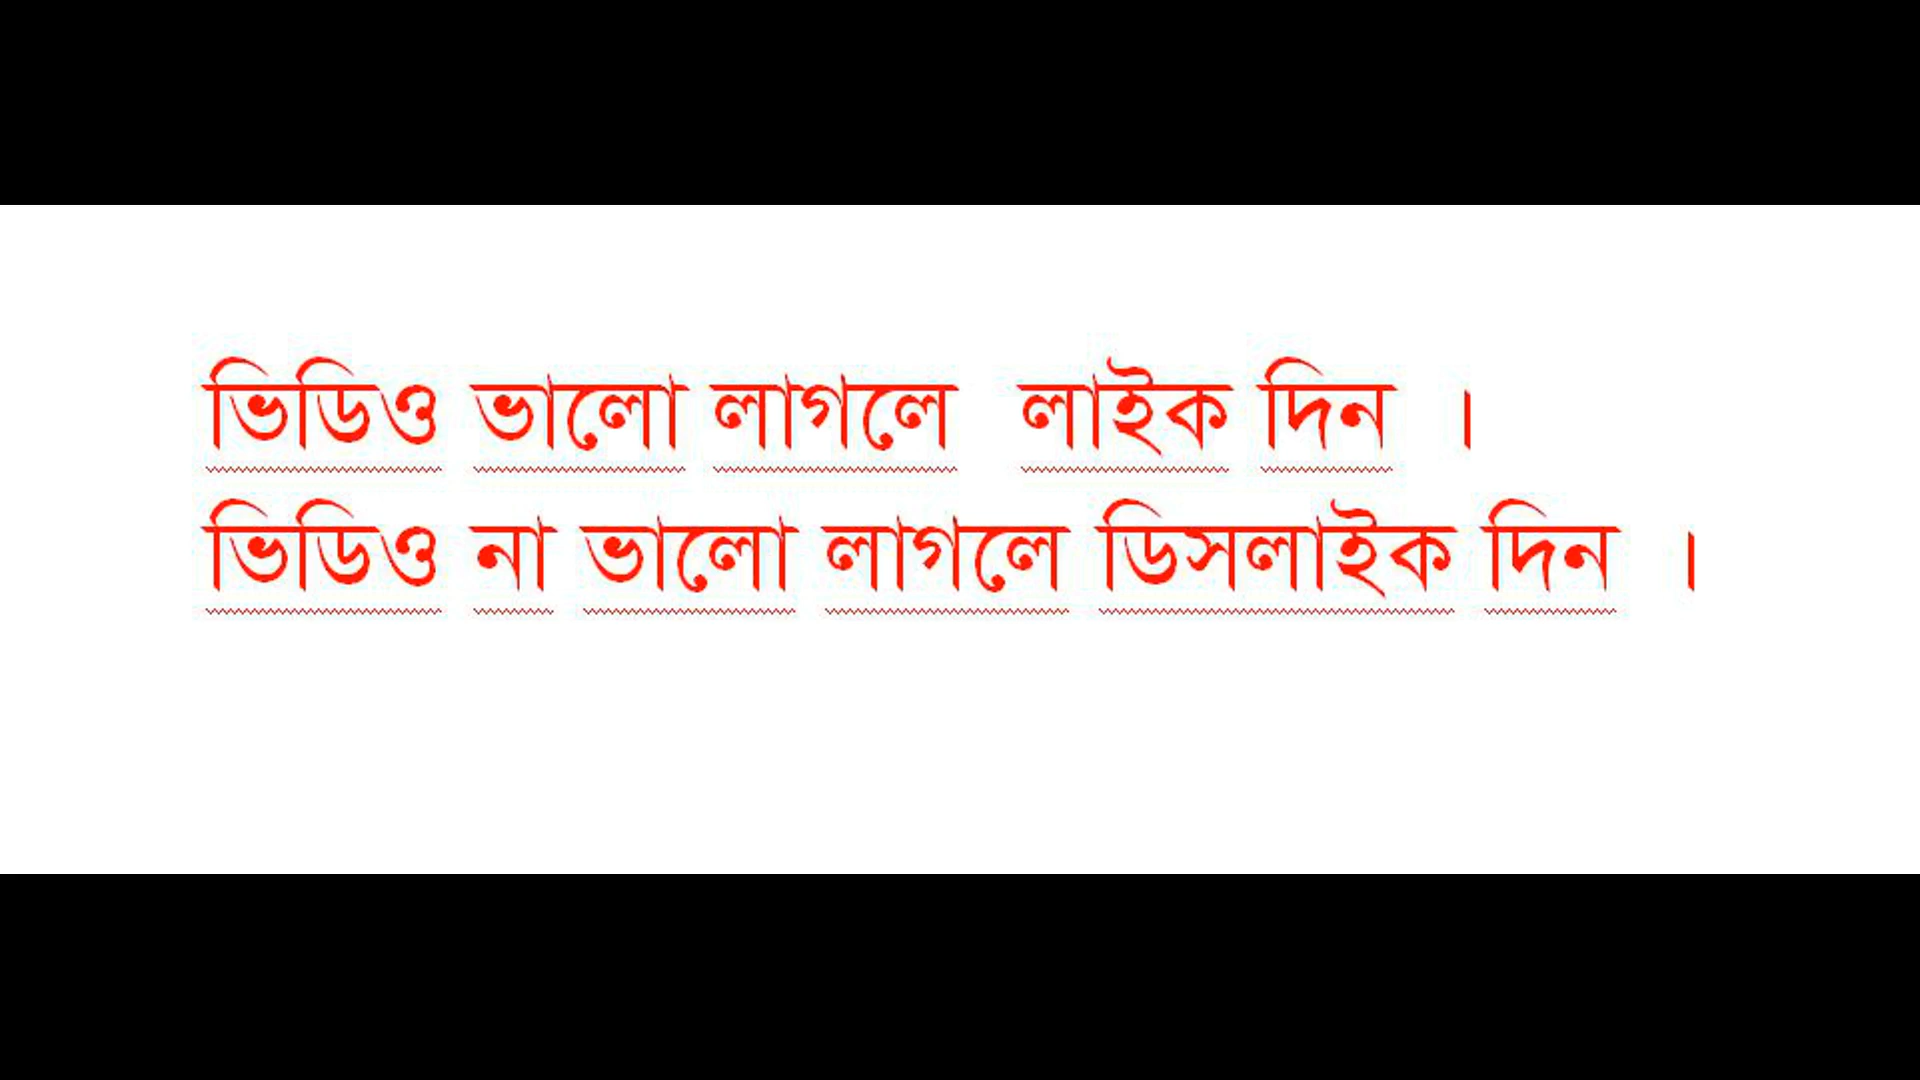 ভিডিও ভালো লাগলে লাইক দিন ।
ভিডিও না ভালো লাগলে ডিসলাইক দিন ।